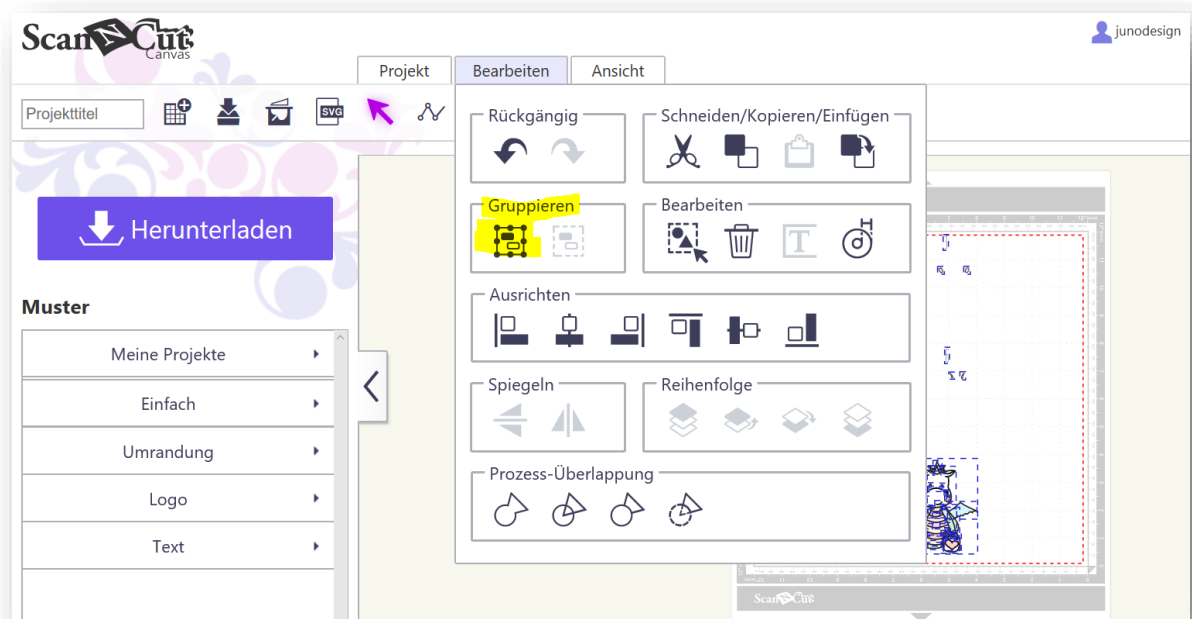 ScanNCut
Canvas
junodesign
Projekt
Bearbeiten
Ansicht
Projekttitel
SVG
Rückgängig
Schneiden/Kopieren/Einfügen
Gruppieren
Bearbeiten
T
Herunterladen
Muster
Ausrichten
Meine Projekte
Einfach
Spiegeln
Reihenfolge
Umrandung
Prozess-Überlappung
Logo
Text
ScanNCut